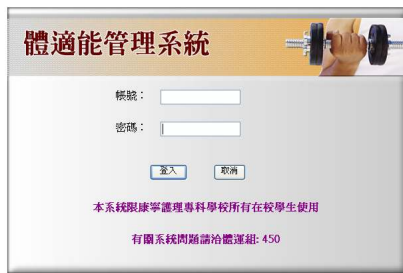 體適能管理系統
帳號：
密碼：
登入 取消
本系統限康寧護理專科學校所有在校學生使用
有關系統問題請洽體運組: 450